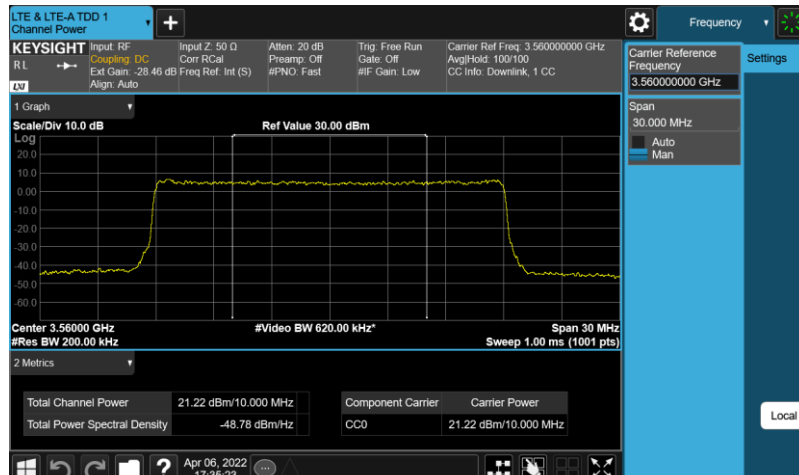 LTE & LTE-A TDD 1
Channel Power
Frequency
KEYSIGHT
RL
LXI
Input: RF
Coupling: DC
Ext Gain: -28.46 dB
Align: Auto
Input Z: 50 Ω
Corr RCal
Freq Ref: Int (S)
Atten: 20 dB
Preamp: Off
#PNO: Fast
Trig: Free Run
Gate: Off
#IF Gain: Low
Carrier Ref Freq: 3.560000000 GHz
Avg|Hold: 100/100
CC Info: Downlink, 1 CC
Carrier Reference
Frequency
3.560000000 GHz
Span
30.000 MHz
Auto
Man
Settings
1 Graph
Scale/Div 10.0 dB
Ref Value 30.00 dBm
Log
20.0
10.0
0.00
-10.0
-20.0
-30.0
-40.0
-50.0
-60.0
Center 3.56000 GHz
#Video BW 620.00 kHz*
Span 30 MHz
#Res BW 200.00 kHz
Sweep 1.00 ms (1001 pts)
2 Metrics
Total Channel Power 21.22 dBm/10.000 MHz
Total Power Spectral Density -48.78 dBm/Hz
Component Carrier Carrier Power
CC0 21.22 dBm/10.000 MHz
Local
?
Apr 06, 2022
17:35:23